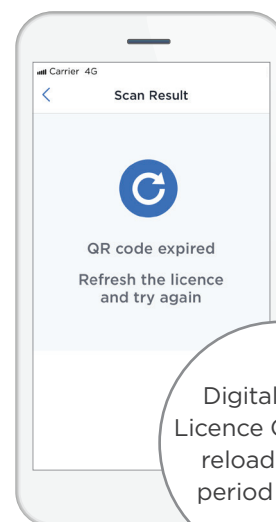 Carrier 4G
Scan Result
QR code expired
Refresh the licence
and try again
Digital
Licence
reload
period